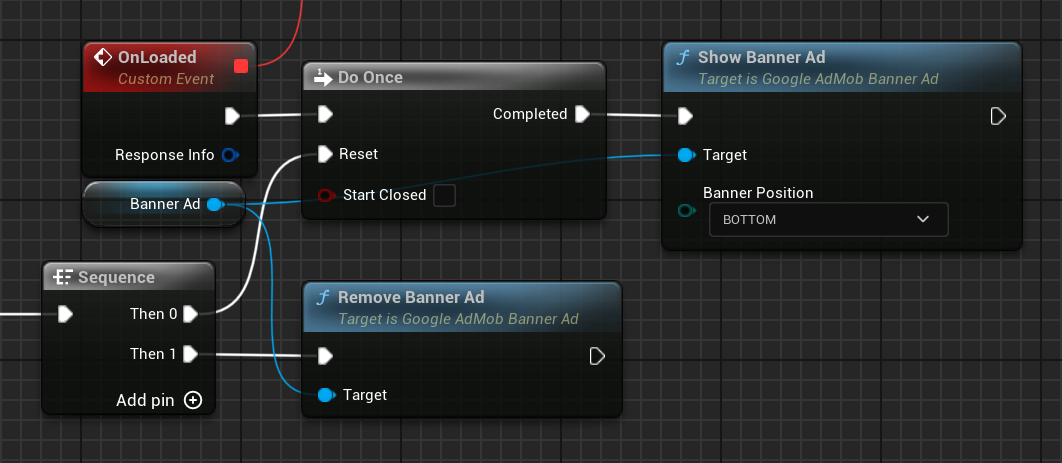 OnLoaded
Custom Event
Response Info
Banner Ad
Do Once
Completed
Reset
Start Closed
Show Banner Ad
Target is Google AdMob Banner Ad
Target
Banner Position
BOTTOM
Sequence
Then 0
Then 1
Add pin
Remove Banner Ad
Target is Google AdMob Banner Ad
Target